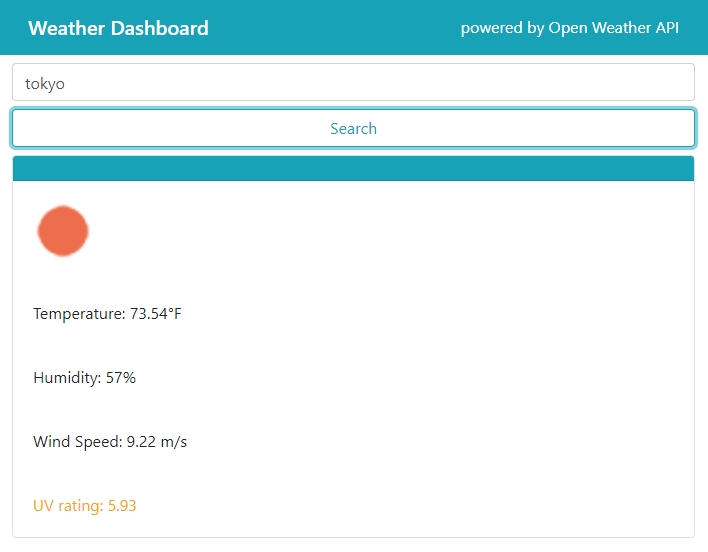 Weather Dashboard powered by Open Weather API
tokyo
Search
Temperature: 73.54°F
Humidity: 57%
Wind Speed: 9.22 m/s
UV rating: 5.93